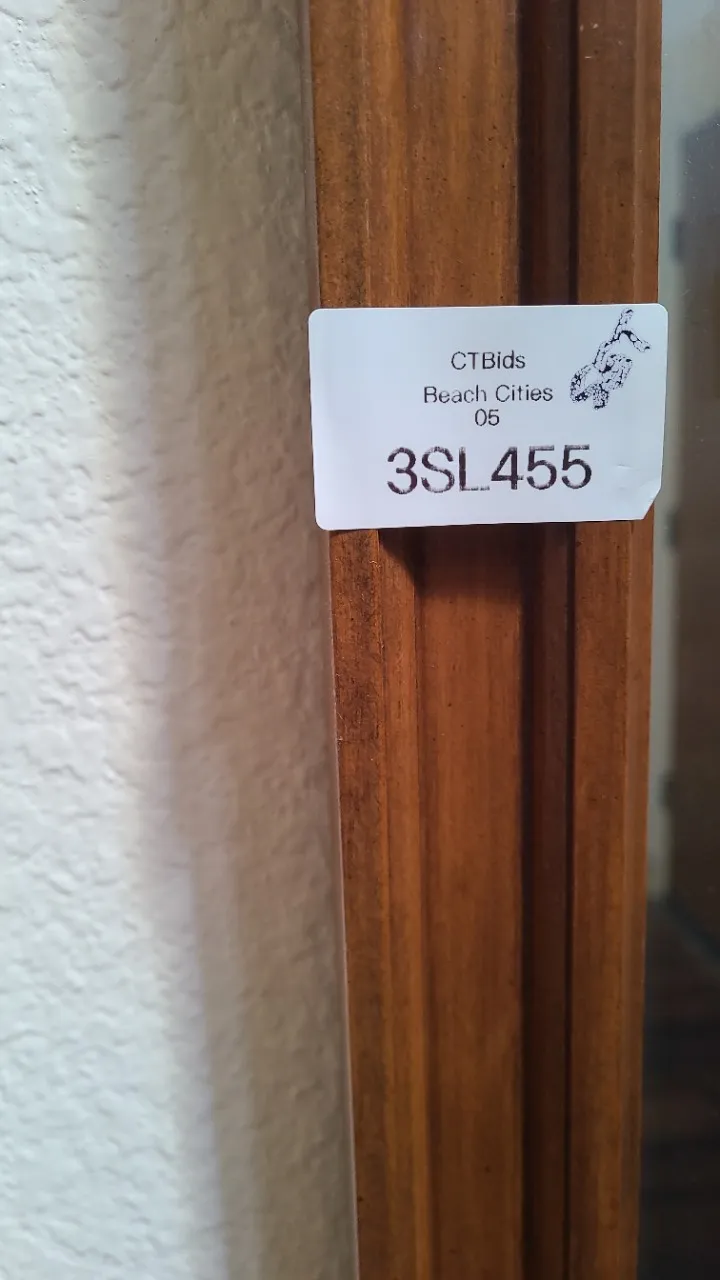 CTBids
Beach Cities
05
3SL455